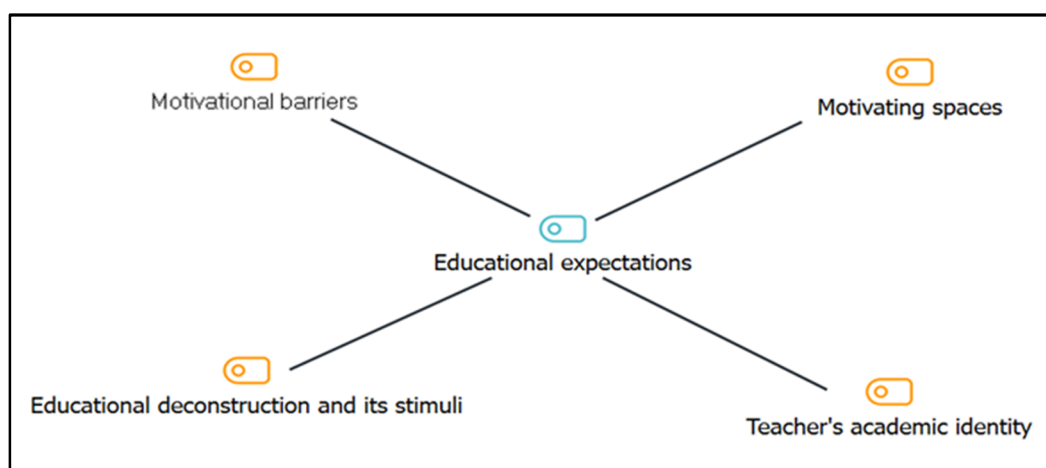 Motivational barriers
Motivating spaces
Educational expectations
Educational deconstruction and its stimuli
Teacher's academic identity